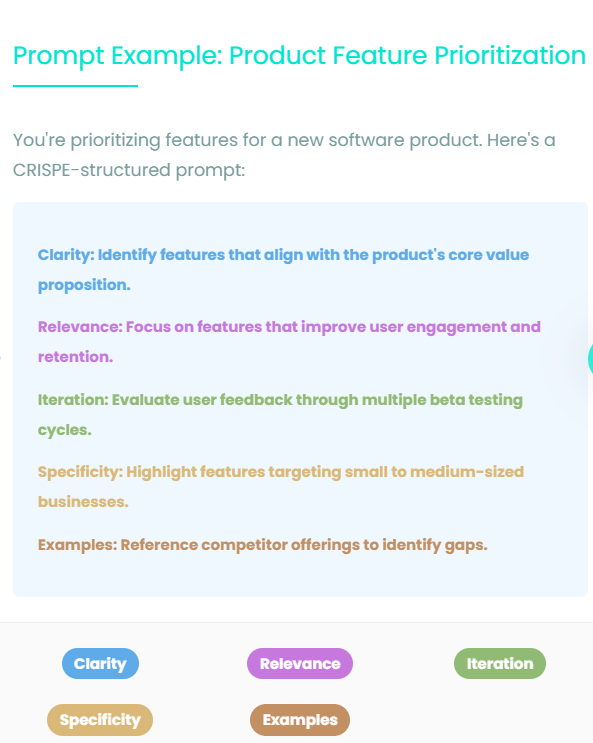 Prompt Example: Product Feature Prioritization
You're prioritizing features for a new software product. Here's a
CRISPE-structured prompt:
Clarity: Identify features that align with the product's core value
proposition.
Relevance: Focus on features that improve user engagement and
retention.
Iteration: Evaluate user feedback through multiple beta testing
cycles.
Specificity: Highlight features targeting small to medium-sized
businesses.
Examples: Reference competitor offerings to identify gaps.
Clarity
Relevance
Iteration
Specificity
Examples